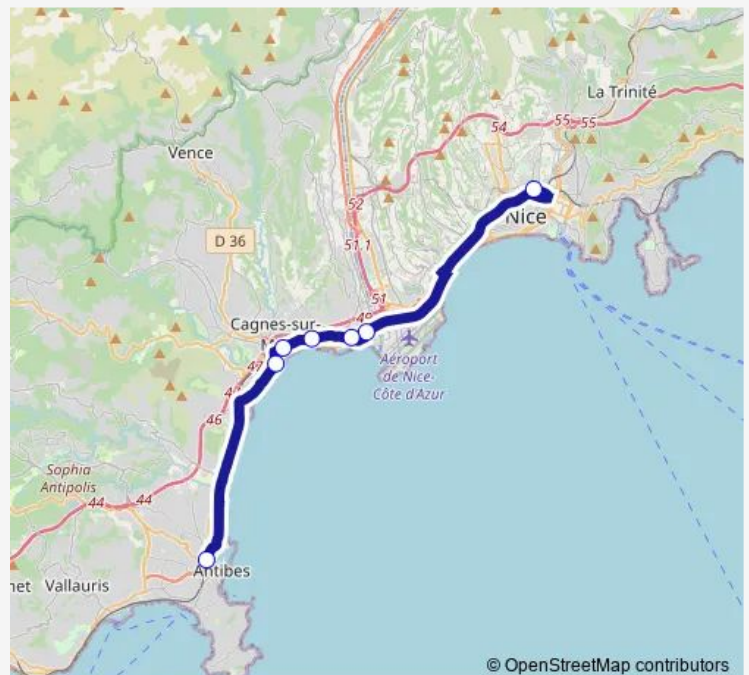 La Trinité
55
55
54
Vence
52
Nice
D 36
51.1
51
49
Cagnes-sur-
Aéroport
de Nice-
Côte d'Azur
47
46
Sophia
Antipolis
44
44
Antibes
Vallauris
© OpenStreetMap contributors